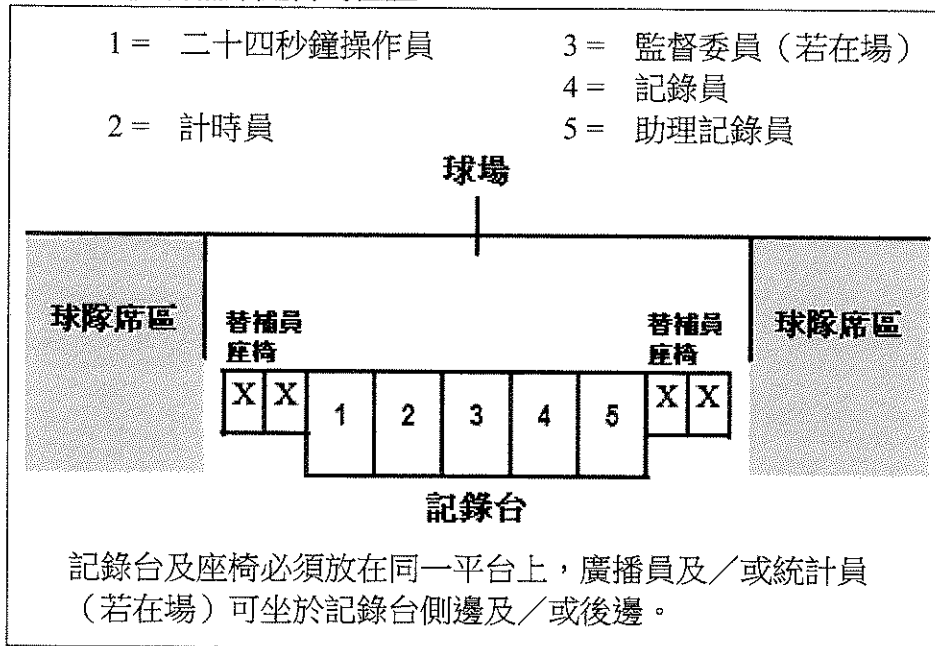 1 = 二十四秒鐘操作員
3 = 監督委員（若在場）
4 = 記錄員
2 = 計時員
5 = 助理記錄員
球場
球隊席區
替補員
座椅
替補員
座椅
球隊席區
X X 1 2 3 4 5 X X
記錄台
記錄台及座椅必須放在同一平台上，廣播員及／或統計員
（若在場）可坐於記錄台側邊及／或後邊。